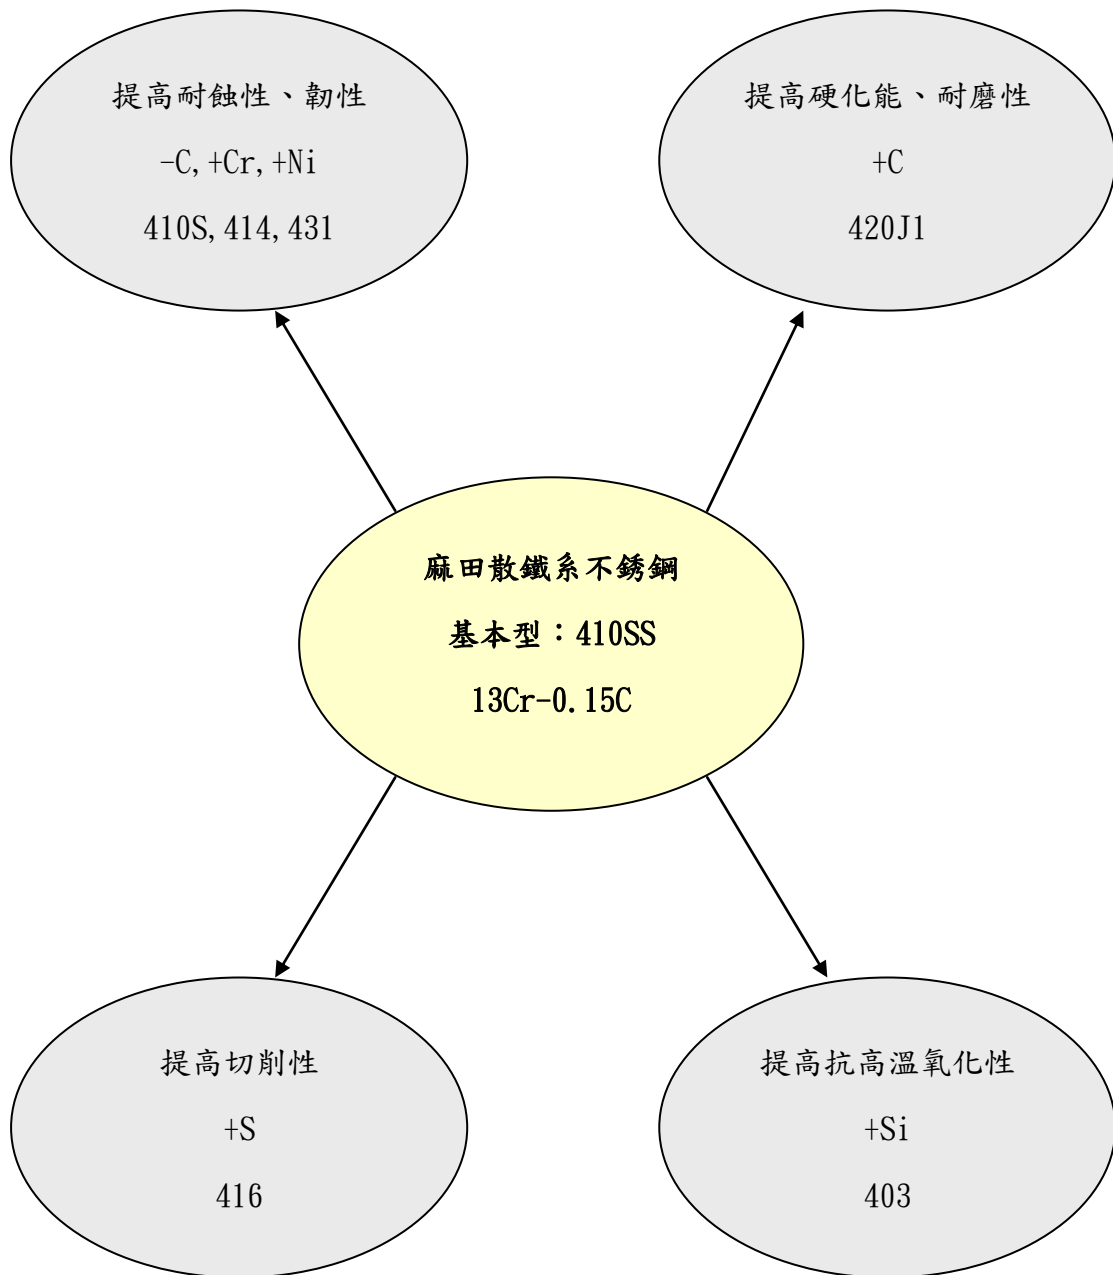 提高耐蝕性、韌性
-C,+Cr,+Ni
410S,414,431
提高硬化能、耐磨性
+C
420J1
麻田散鐵系不銹鋼
基本型：410SS
13Cr-0.15C
提高切削性
+S
416
提高抗高溫氧化性
+Si
403